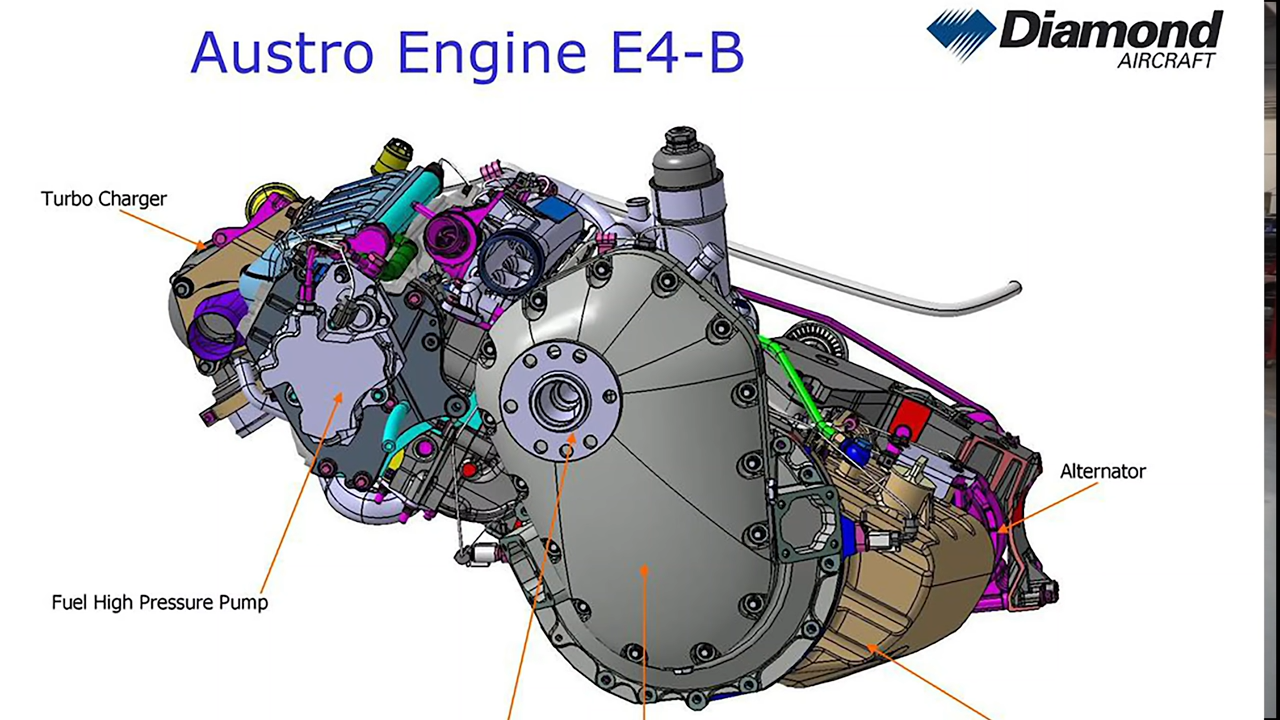 Austro Engine E4-B
Diamond
AIRCRAFT
Turbo Charger
Alternator
Fuel High Pressure Pump